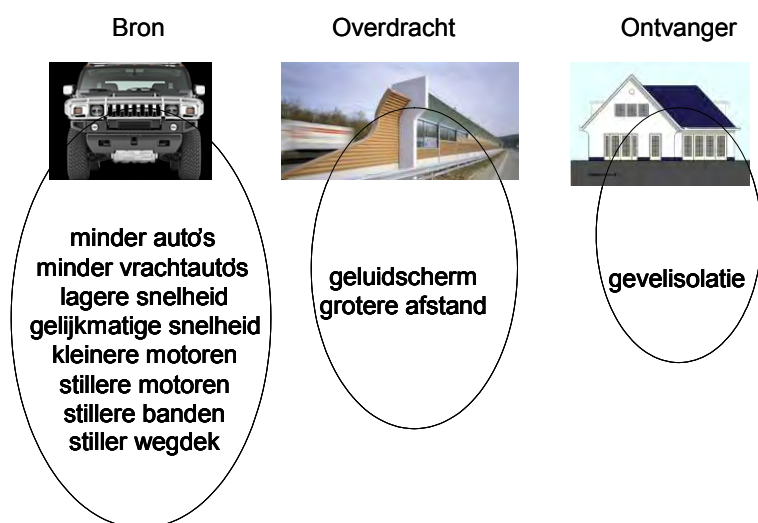 Bron
Overdracht
Ontvanger
minder auto's
minder vrachtauto's
lagere snelheid
gelijkmatige snelheid
kleinere motoren
stillere motoren
stillere banden
stiller wegdek
geluidscherm
grotere afstand
gevelisolatie